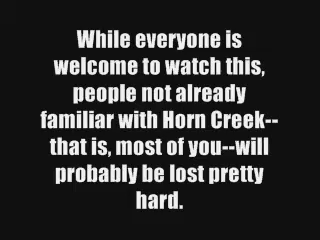 While everyone is
welcome to watch this,
people not already
familiar with Horn Creek--
that is, most of you--will
probably be lost pretty
hard.